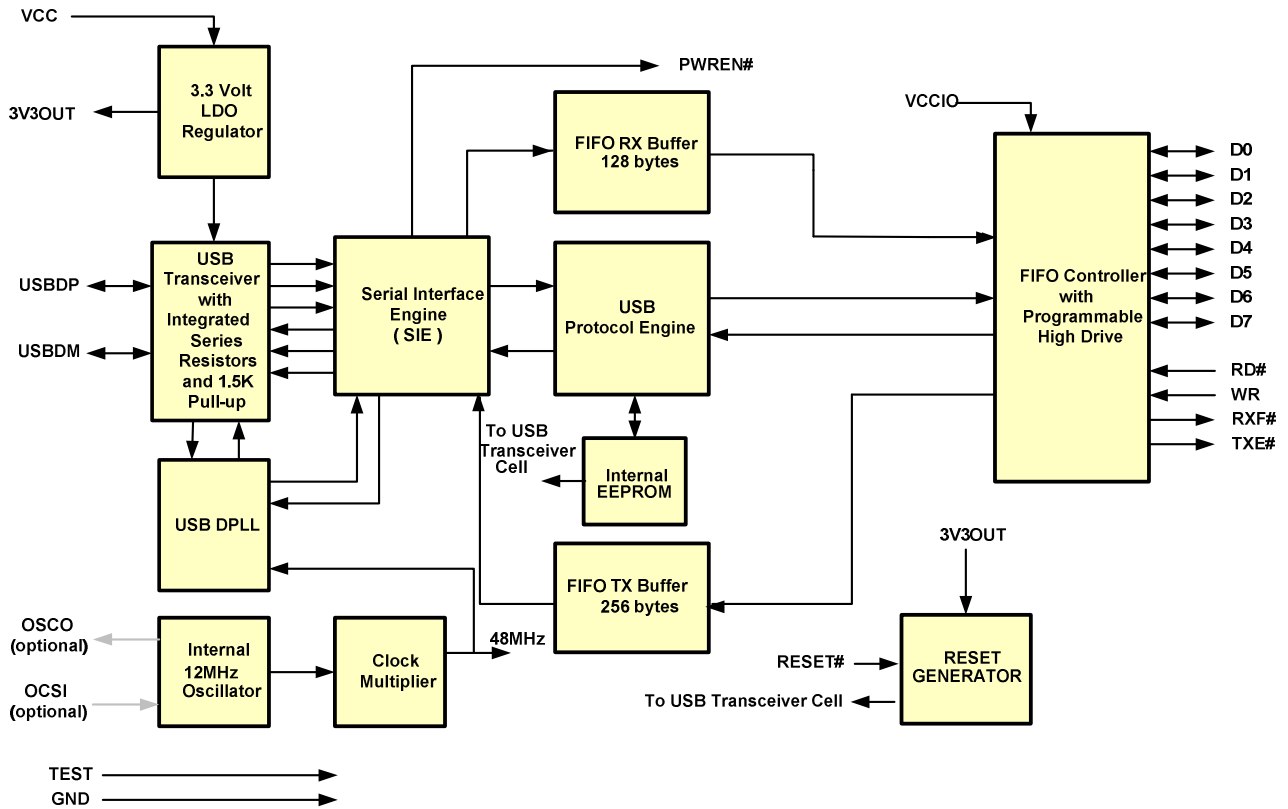 VCC
3.3 Volt
LDO
Regulator
3V3OUT
PWREN#
FIFO RX Buffer
128 bytes
VCCIO
USB
Transceiver
with
Integrated
Series
Resistors
and 1.5K
Pull-up
USBDP
USBDM
Serial Interface
Engine
( SIE )
USB
Protocol Engine
FIFO Controller
with
Programmable
High Drive
D0
D1
D2
D3
D4
D5
D6
D7
RD#
WR
RXF#
TXE#
To USB
Transceiver
Cell
Internal
EEPROM
USB DPLL
FIFO TX Buffer
256 bytes
3V3OUT
OSCO
(optional)
OCSI
(optional)
Internal
12MHz
Oscillator
Clock
Multiplier
48MHz
RESET#
RESET
GENERATOR
To USB Transceiver Cell
TEST
GND